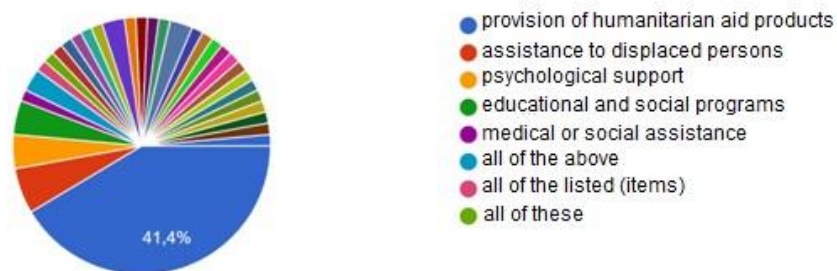 provision of humanitarian aid products
assistance to displaced persons
psychological support
educational and social programs
medical or social assistance
all of the above
all of the listed (items)
all of these
41,4%